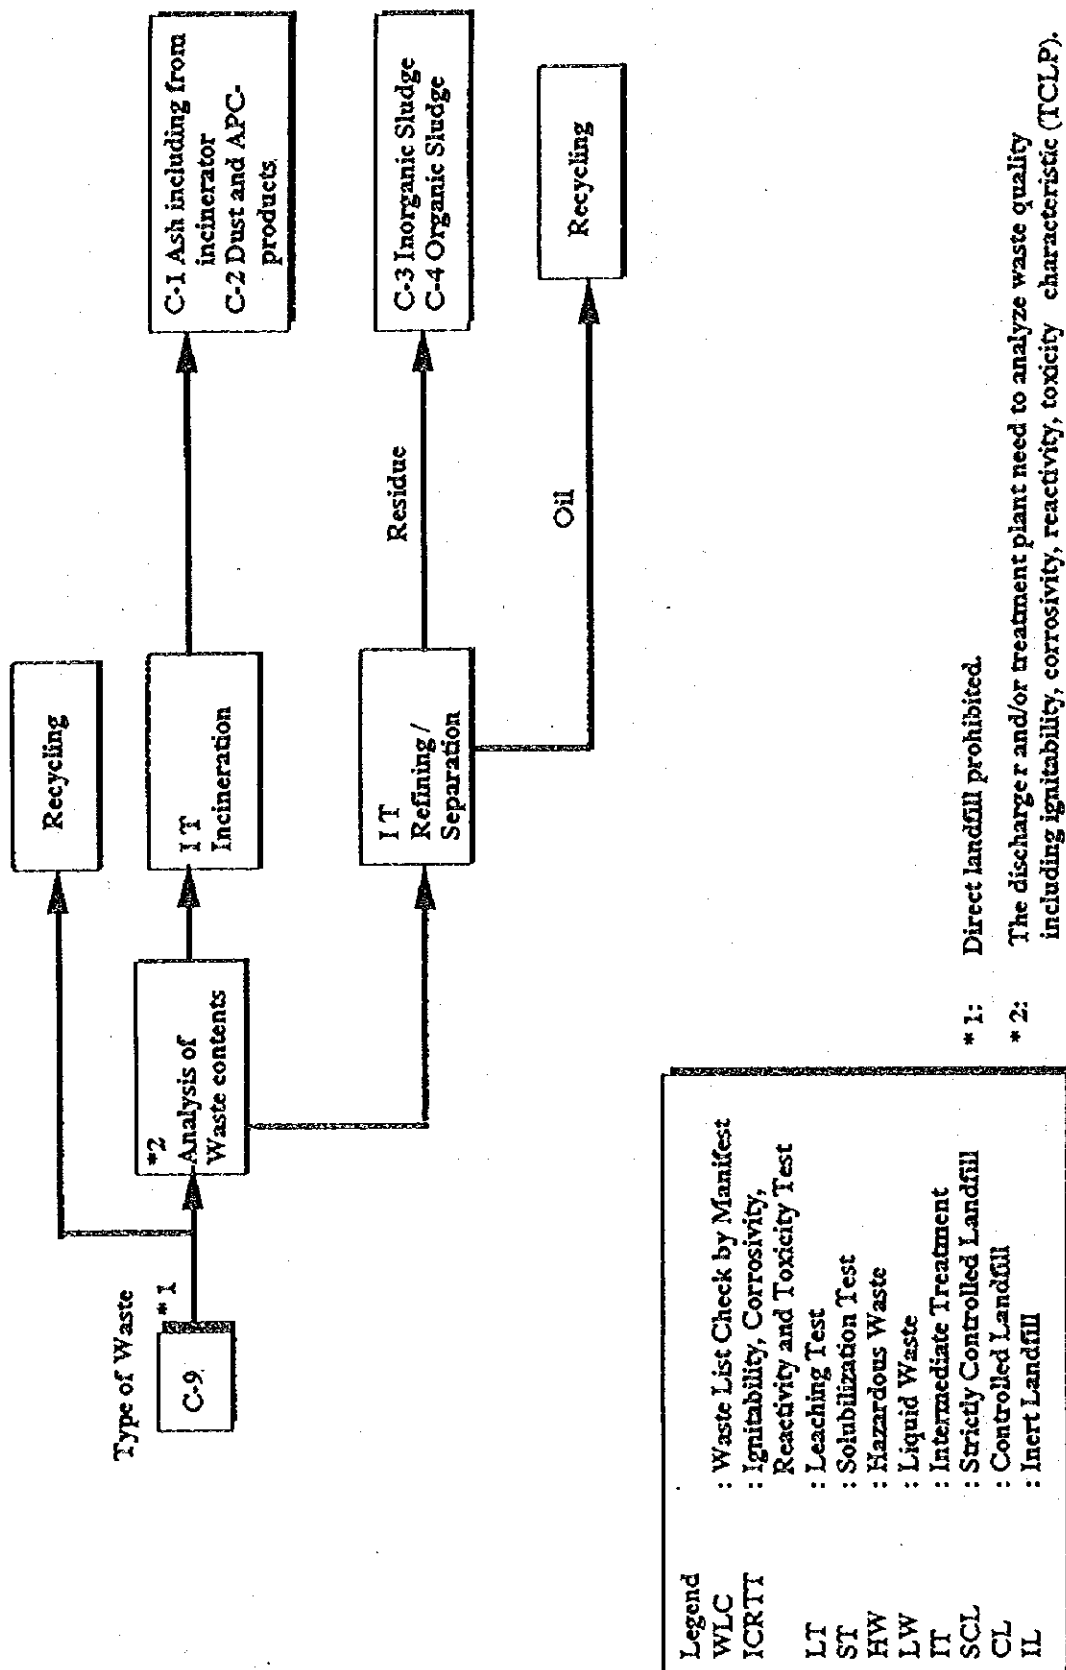 Type of Waste
C-9
* 1
*2
Analysis of
Waste contents
Recycling
I T
Incineration
C-1 Ash including from
incinerator
C-2 Dust and APC-
products
I T
Refining /
Separation
Residue
C-3 Inorganic Sludge
C-4 Organic Sludge
Oil
Recycling
Legend
WLC : Waste List Check by Manifest
ICRTT : Ignitability, Corrosivity,
Reactivity and Toxicity Test
LT : Leaching Test
ST : Solubilization Test
HW : Hazardous Waste
LW : Liquid Waste
IT : Intermediate Treatment
SCL : Strictly Controlled Landfill
CL : Controlled Landfill
IL : Inert Landfill
* 1: Direct landfill prohibited.
* 2: The discharger and/or treatment plant need to analyze waste quality
including ignitability, corrosivity, reactivity, toxicity characteristic (TCLP).